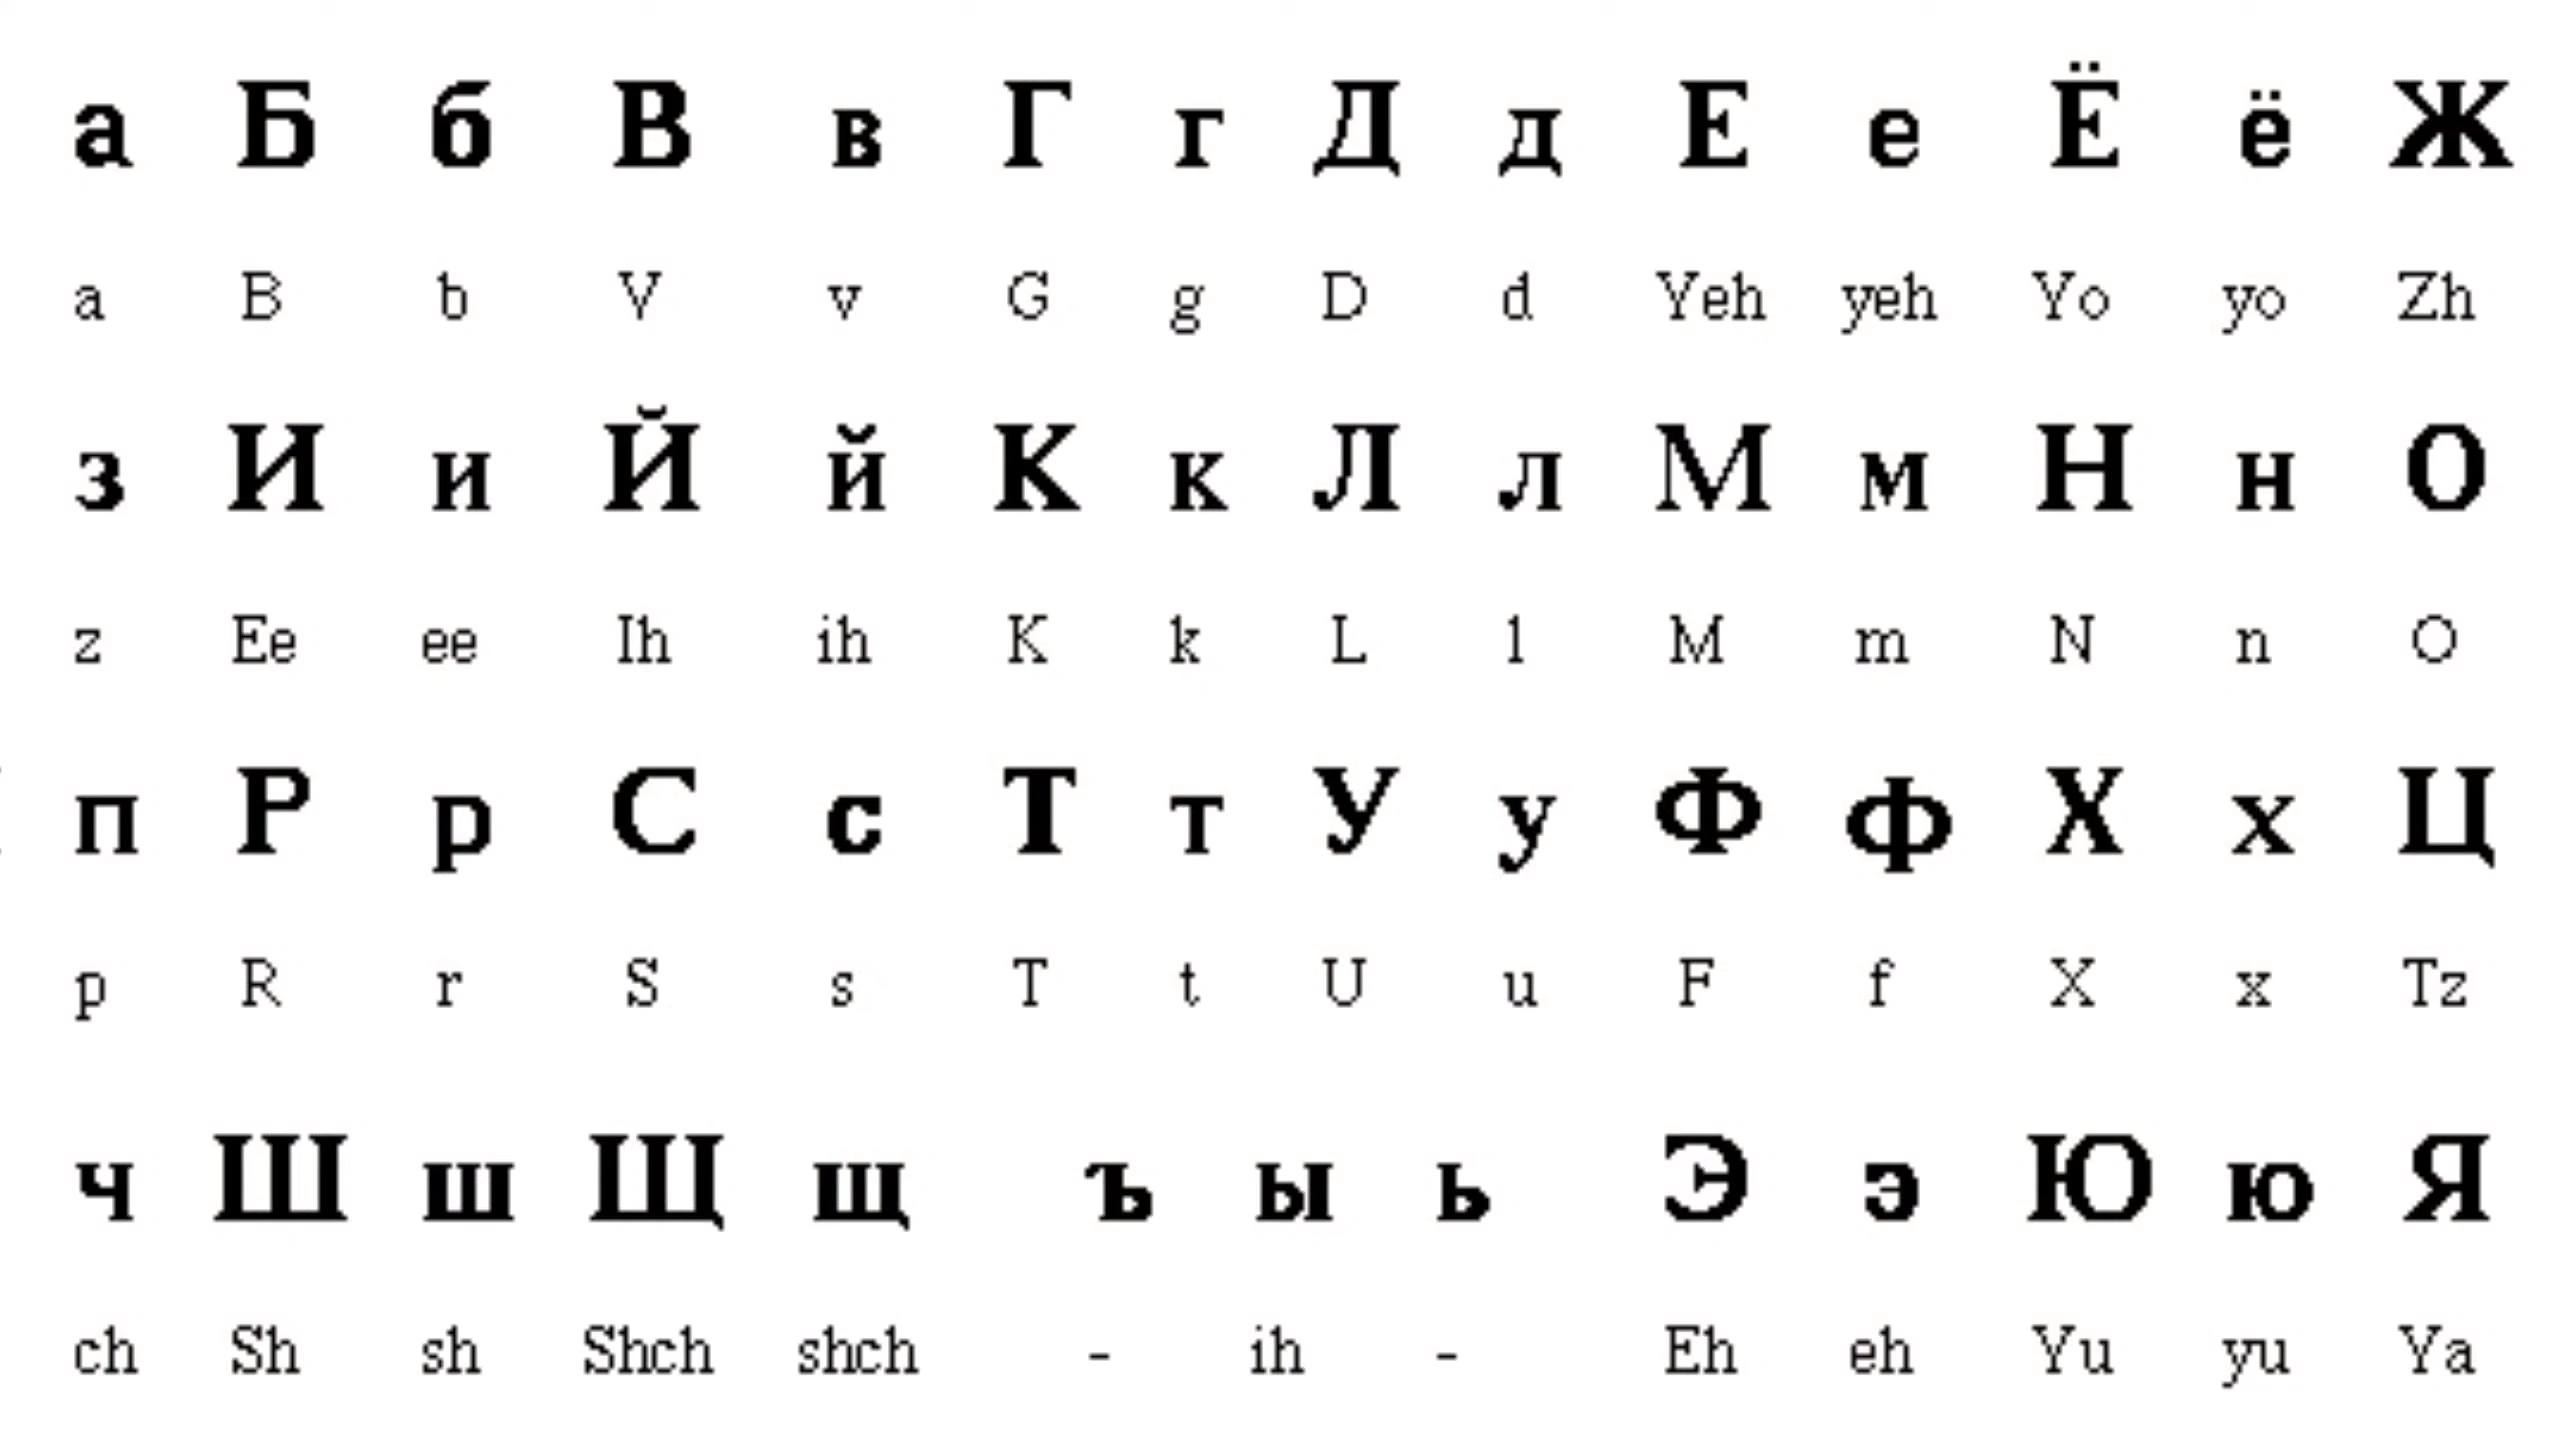 а Б б В в Г г Д д Е е Ё ё Ж
a B b V v G g D d Yeh yeh Yo yo Zh
з И и Й й К к Л л М м Н н О
z Ee ee Ih ih K k L l M m N n O
п Р р С с Т т У у Ф ф Х х Ц
p R r S s T t U u F f X x Tz
ч Ш ш Щ щ ъ ы ь Э э Ю ю Я
ch Sh sh Shch shch - ih - Eh eh Yu yu Ya